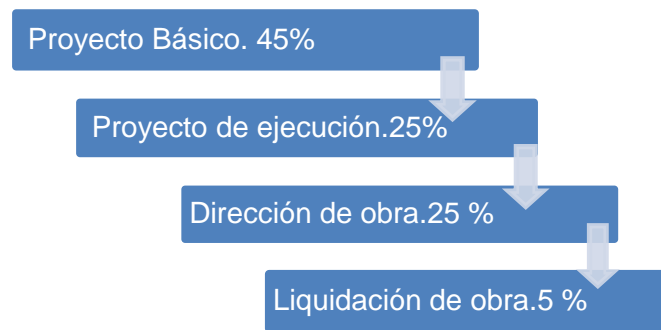 Proyecto Básico. 45%
Proyecto de ejecución.25%
Dirección de obra.25 %
Liquidación de obra.5 %